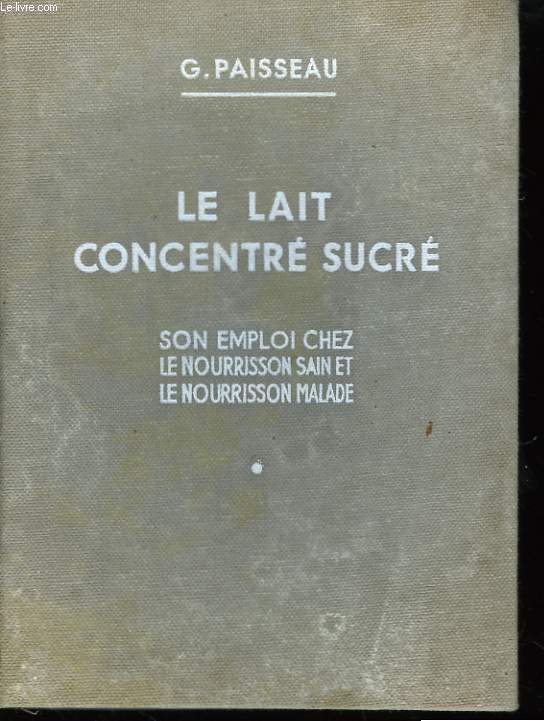 Le-livre.com
G. PAISSEAU
LE LAIT
CONCENTRÉ SUCRÉ
SON EMPLOI CHEZ
LE NOURRISSON SAIN ET
LE NOURRISSON MALADE